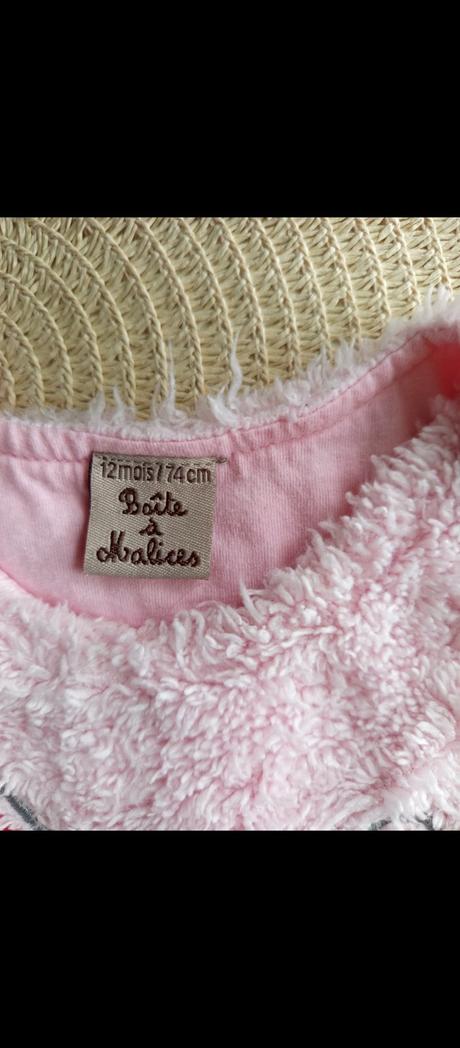 12mois/74cm
Boîte
à
Malices